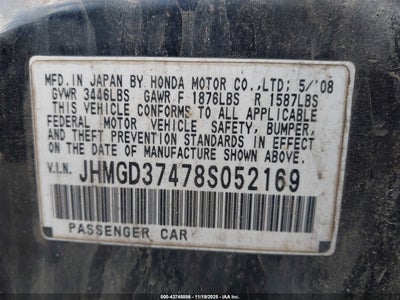 MFD. IN JAPAN BY HONDA MOTOR CO.,LTD; 5/'08
GVWR 3446LBS GAWR F 1876LBS R 1587LBS
THIS VEHICLE CONFORMS TO ALL APPLICABLE
FEDERAL MOTOR VEHICLE SAFETY, BUMPER,
AND THEFT PREVENTION STANDARDS IN EFFECT
ON THE DATE OF MANUFACTURE SHOWN ABOVE.
V.I.N. JHMGD37478S052169
PASSENGER CAR
000-43748886 - 11/19/2025 - IAA Inc.